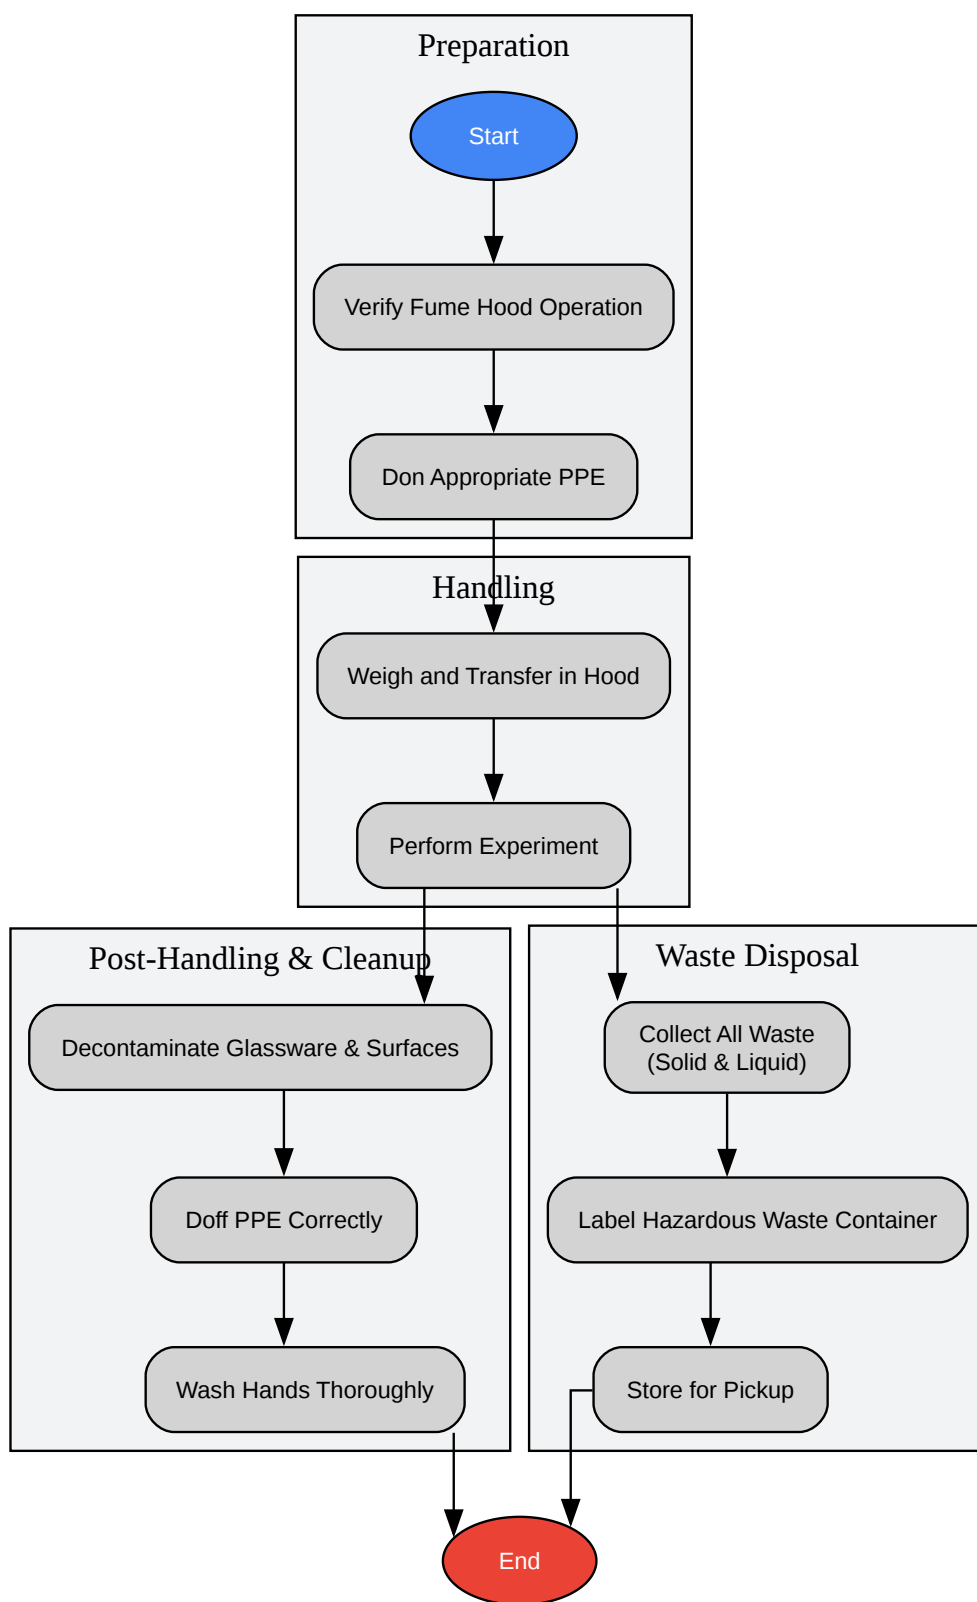 Preparation
Start
Verify Fume Hood Operation
Don Appropriate PPE
Handling
Weigh and Transfer in Hood
Perform Experiment
Post-Handling & Cleanup
Decontaminate Glassware & Surfaces
Doff PPE Correctly
Wash Hands Thoroughly
Waste Disposal
Collect All Waste
(Solid & Liquid)
Label Hazardous Waste Container
Store for Pickup
End